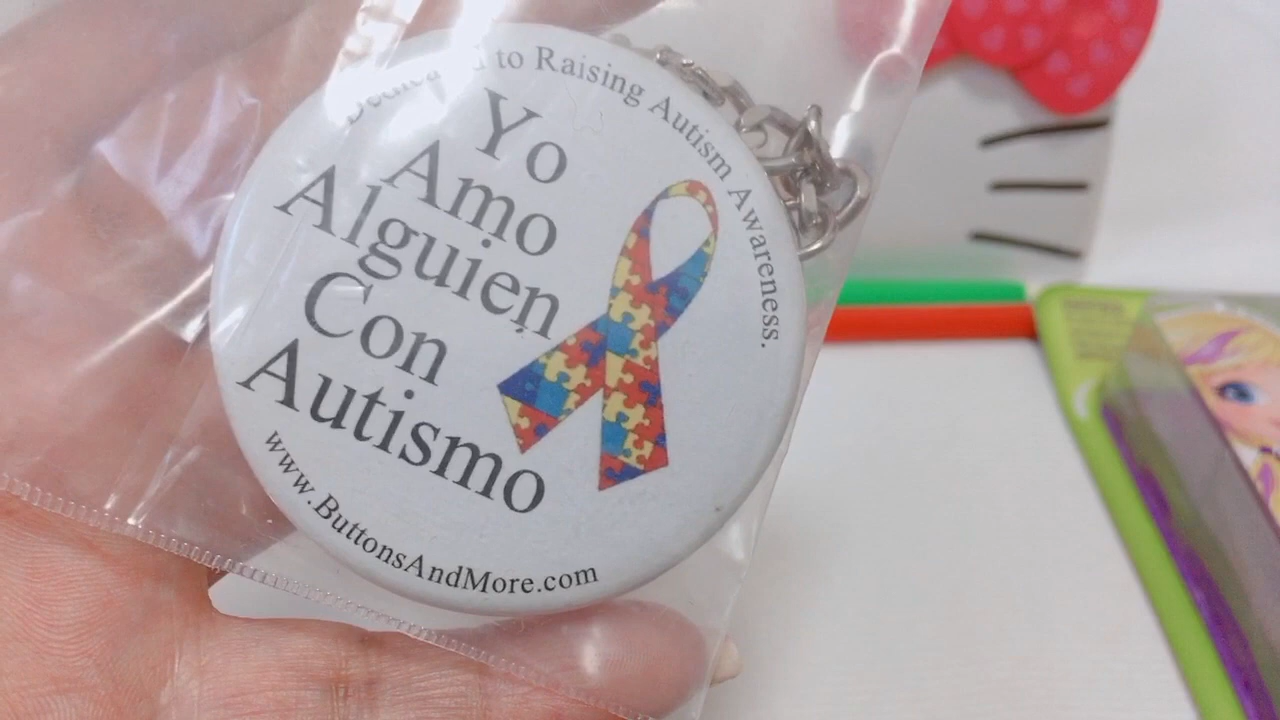 to Raising Autism Awareness.
Yo
Amo
Alguien
Con
Autismo
www.ButtonsAndMore.com